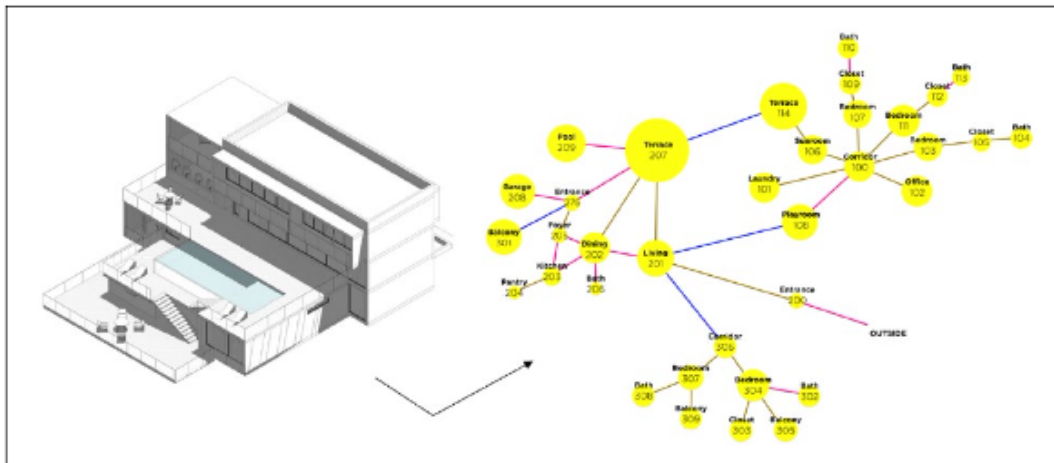 Bath
110
Closet
109
Bedroom
107
Bath
113
Closet
112
Bedroom
111
Terrace
114
Sunroom
106
Corridor
100
Bedroom
103
Closet
105
Bath
104
Laundry
101
Office
102
Playroom
108
Pool
209
Terrace
207
Garage
208
Entrance
Balcony
301
Foyer
Dining
202
Living
201
Kitchen
203
Pantry
204
Bath
206
Entrance
200
OUTSIDE
Corridor
306
Bedroom
307
Bath
308
Balcony
309
Bedroom
304
Bath
302
Closet
303
Balcony
305